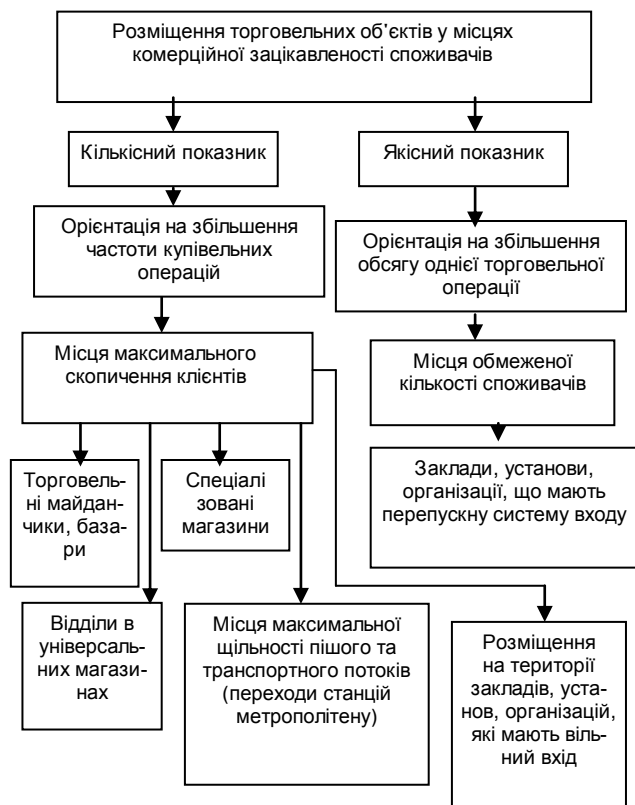 Розміщення торговельних об'єктів у місцях
комерційної зацікавленості споживачів
Кількісний показник
Якісний показник
Орієнтація на збільшення
частоти купівельних
операцій
Орієнтація на збільшення
обсягу однієї торговельної
операції
Місця максимального
скопичення клієнтів
Місця обмеженої
кількості споживачів
Торговель-
ні майдан-
чики, база-
ри
Спеціалі
зовані
магазини
Заклади, установи,
організації, що мають
перепускну систему входу
Відділи в
універсаль-
них магази-
нах
Місця максимальної
щільності пішого та
транспортного потоків
(переходи станцій
метрополітену)
Розміщення
на території
закладів, уста-
нов, організацій,
які мають віль-
ний вхід